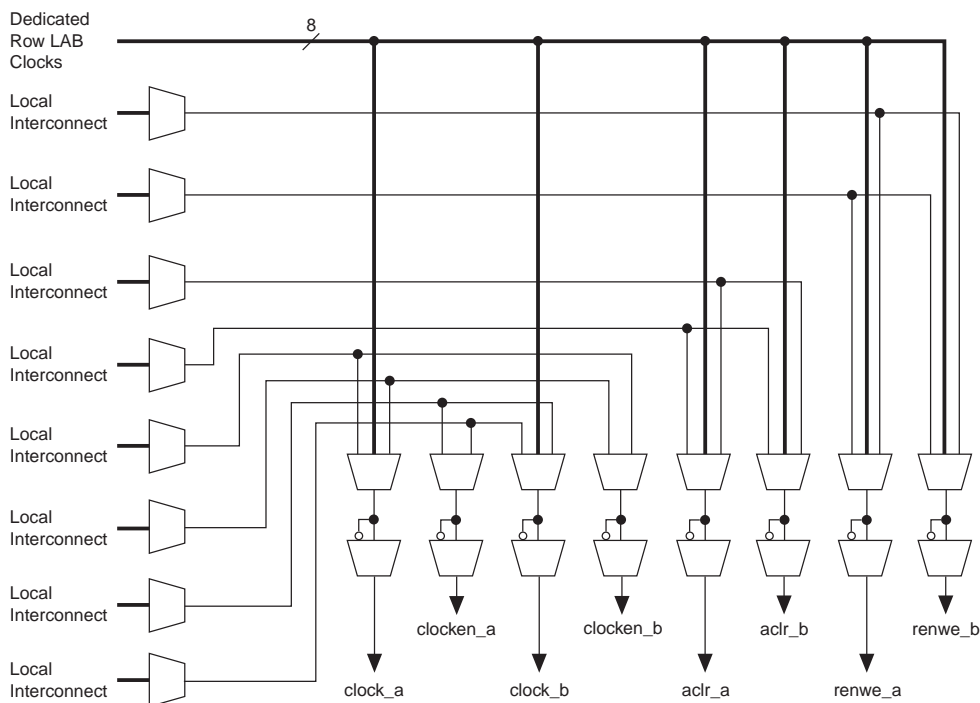 Dedicated
Row LAB
Clocks
8
Local
Interconnect
Local
Interconnect
Local
Interconnect
Local
Interconnect
Local
Interconnect
Local
Interconnect
Local
Interconnect
Local
Interconnect
clocken_a
clocken_b
aclr_b
renwe_b
clock_a
clock_b
aclr_a
renwe_a